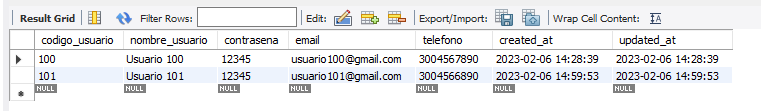 Result Grid Filter Rows: Edit: Export/Import: Wrap Cell Content:
codigo_usuario nombre_usuario contrasena email telefono created_at updated_at
100 Usuario 100 12345 usuario100@gmail.com 3004567890 2023-02-06 14:28:39 2023-02-06 14:28:39
101 Usuario 101 12345 usuario101@gmail.com 3004566890 2023-02-06 14:59:53 2023-02-06 14:59:53
NULL NULL NULL NULL NULL NULL NULL